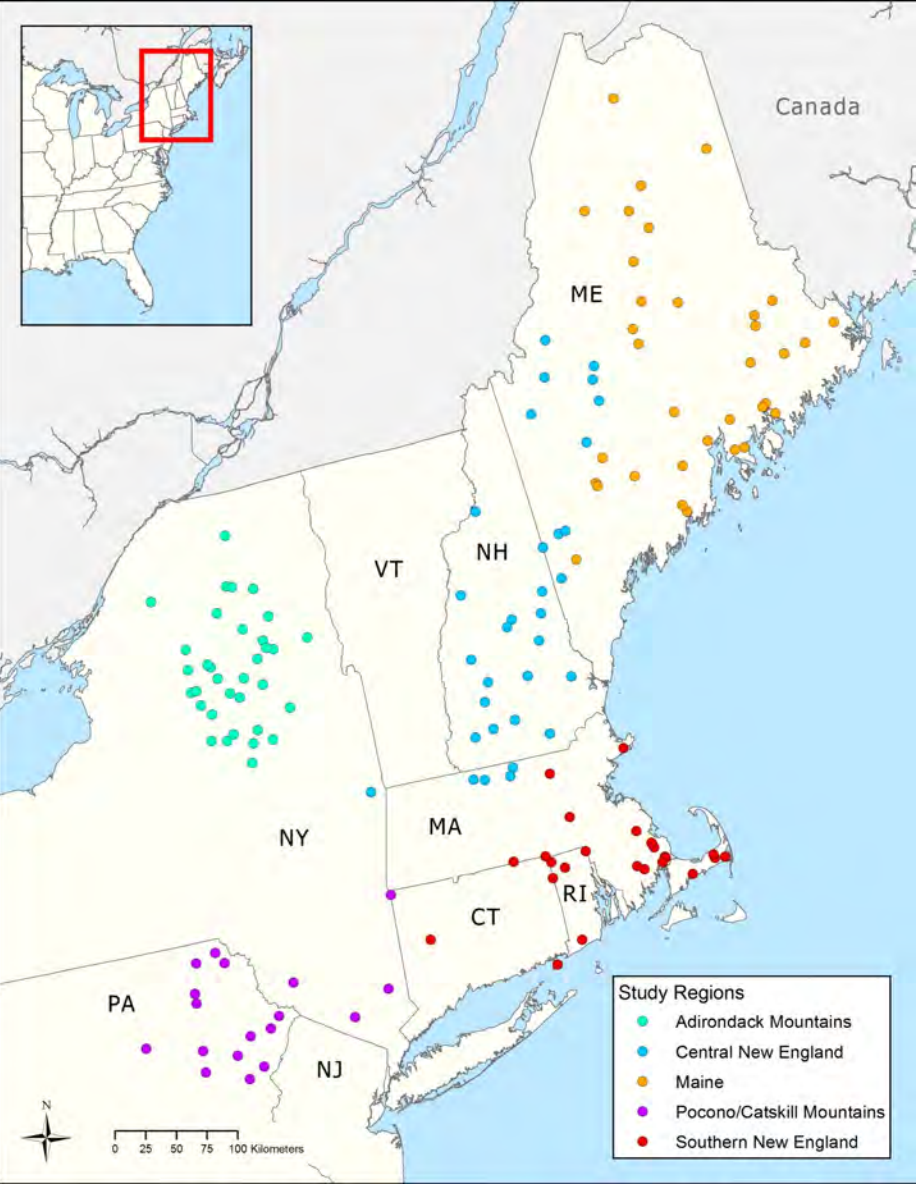 Canada
ME
VT
NH
NY
MA
CT
RI
PA
NJ
Study Regions
Adirondack Mountains
Central New England
Maine
Pocono/Catskill Mountains
Southern New England
N
0 25 50 75 100 Kilometers